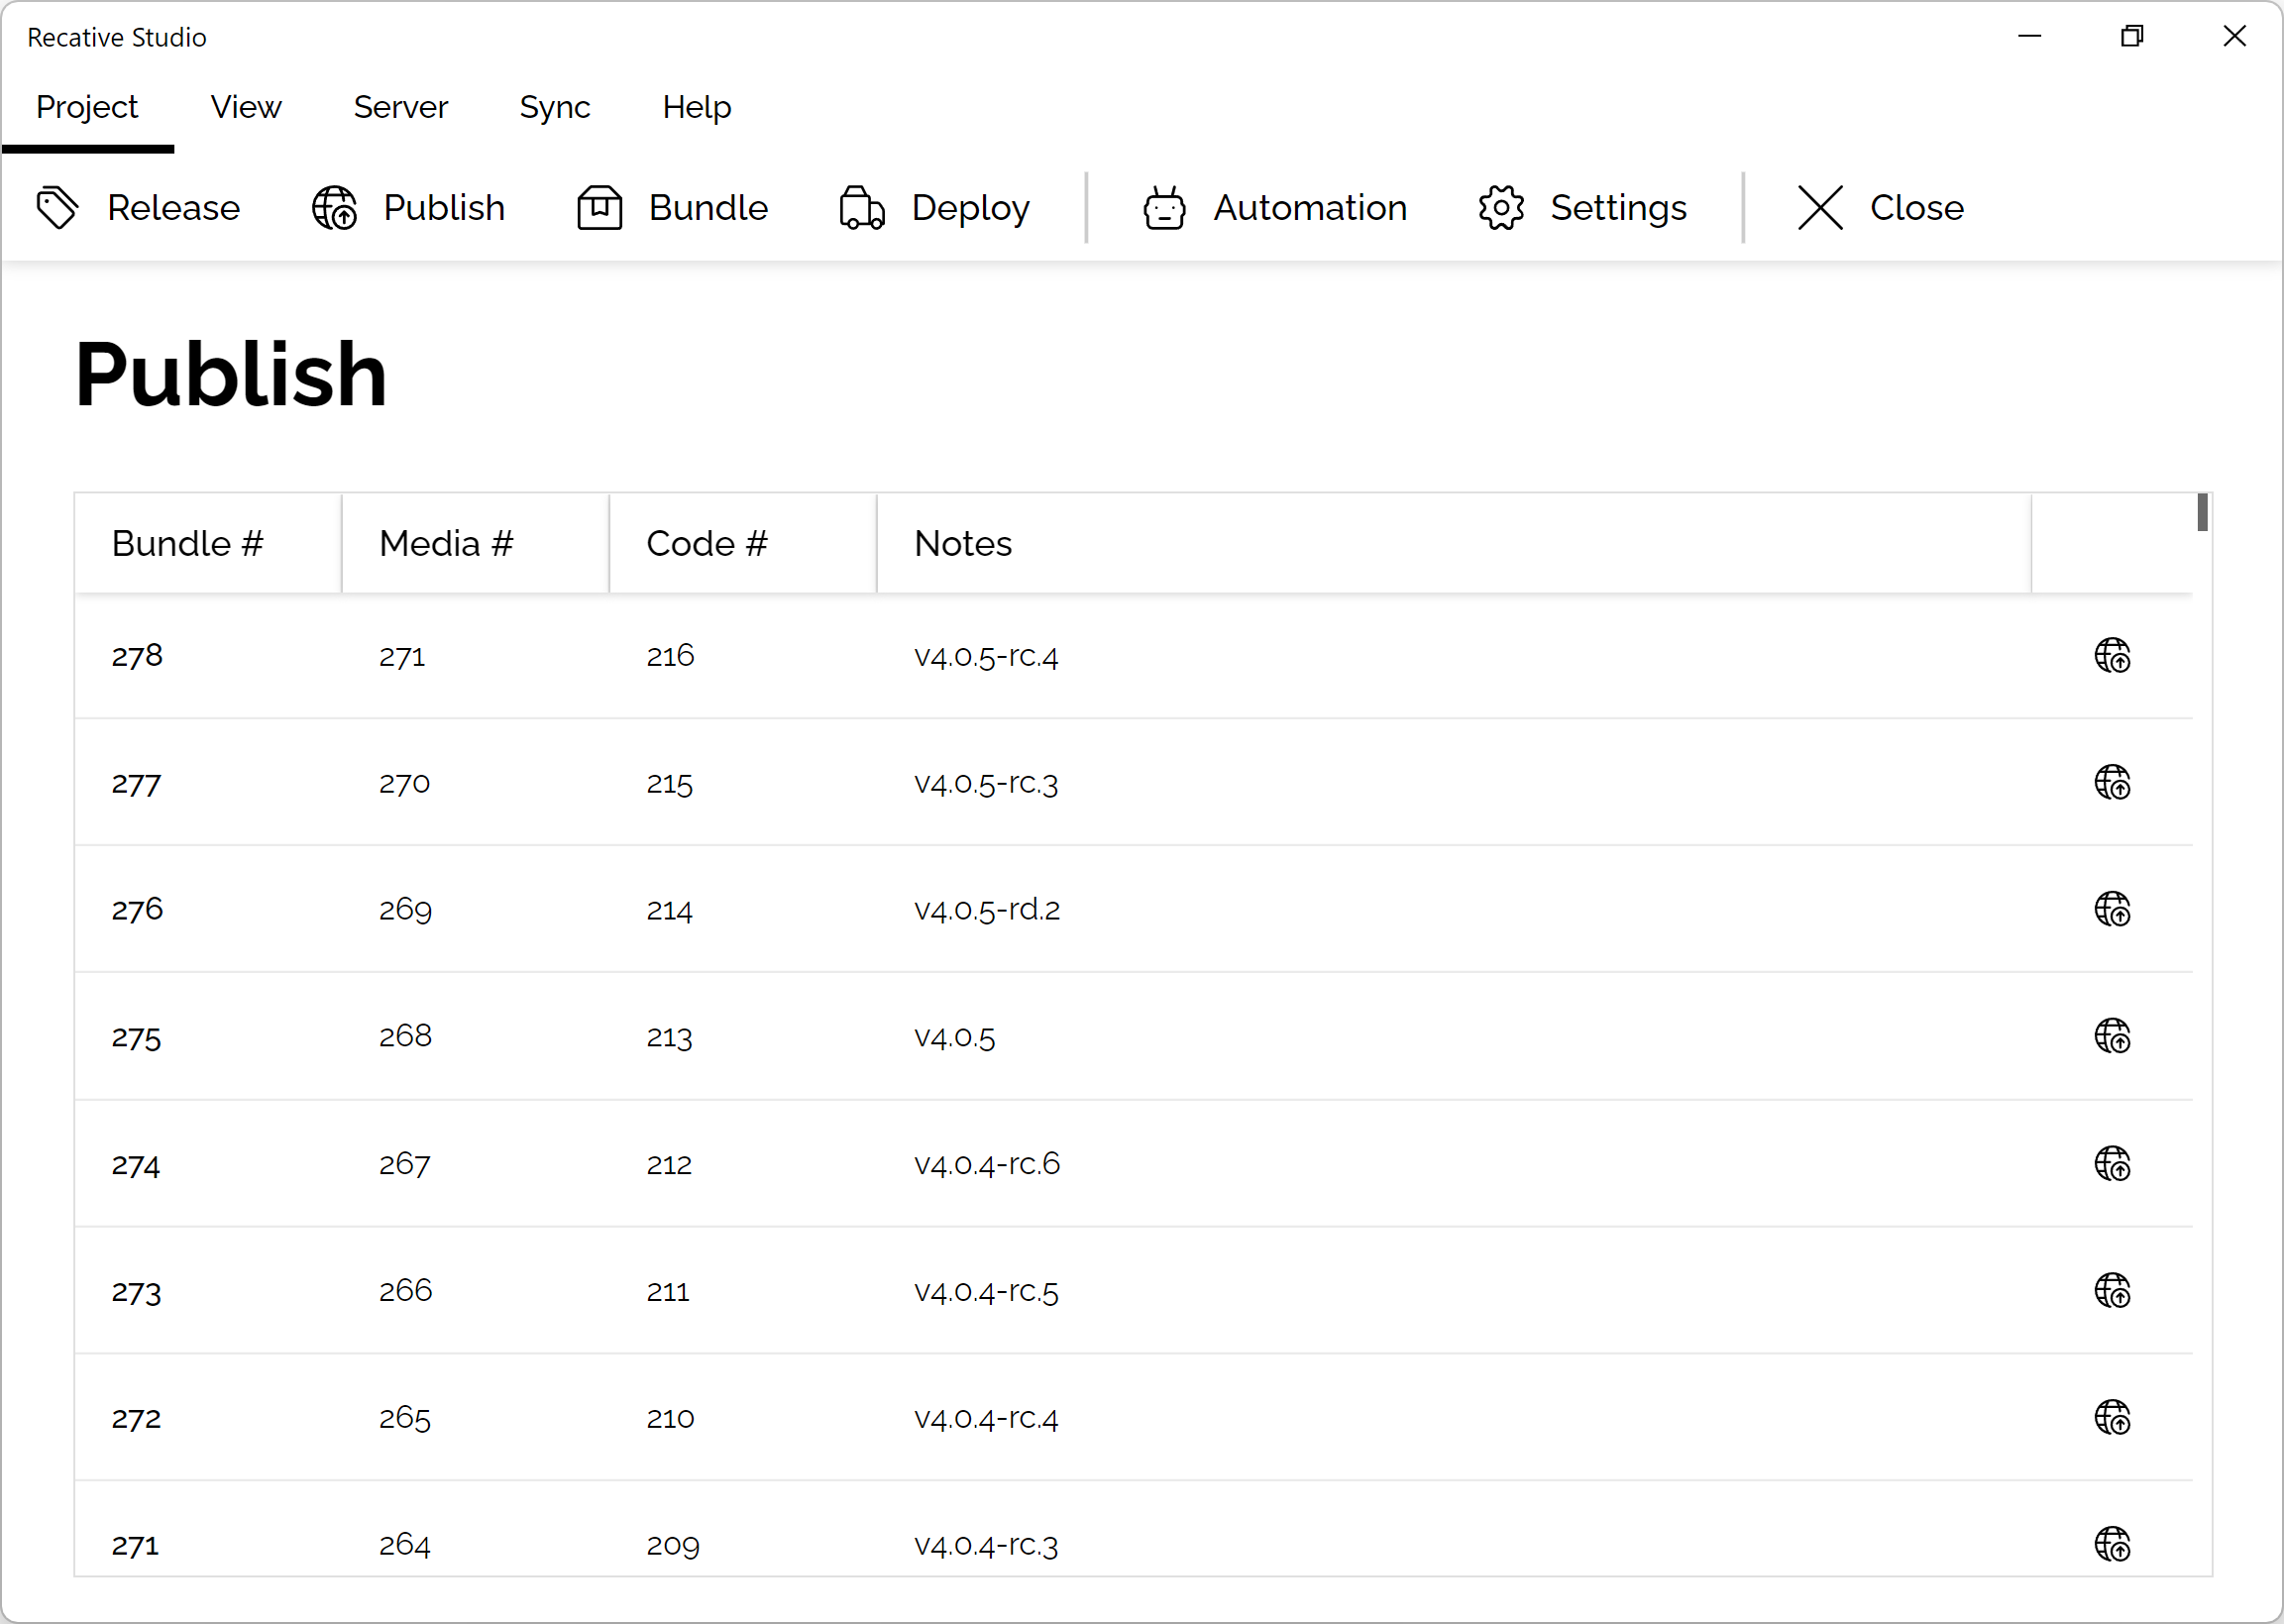 Recative Studio
Project View Server Sync Help
Release Publish Bundle Deploy Automation Settings Close
Publish
Bundle # Media # Code # Notes
278 271 216 v4.0.5-rc.4
277 270 215 v4.0.5-rc.3
276 269 214 v4.0.5-rd.2
275 268 213 v4.0.5
274 267 212 v4.0.4-rc.6
273 266 211 v4.0.4-rc.5
272 265 210 v4.0.4-rc.4
271 264 209 v4.0.4-rc.3